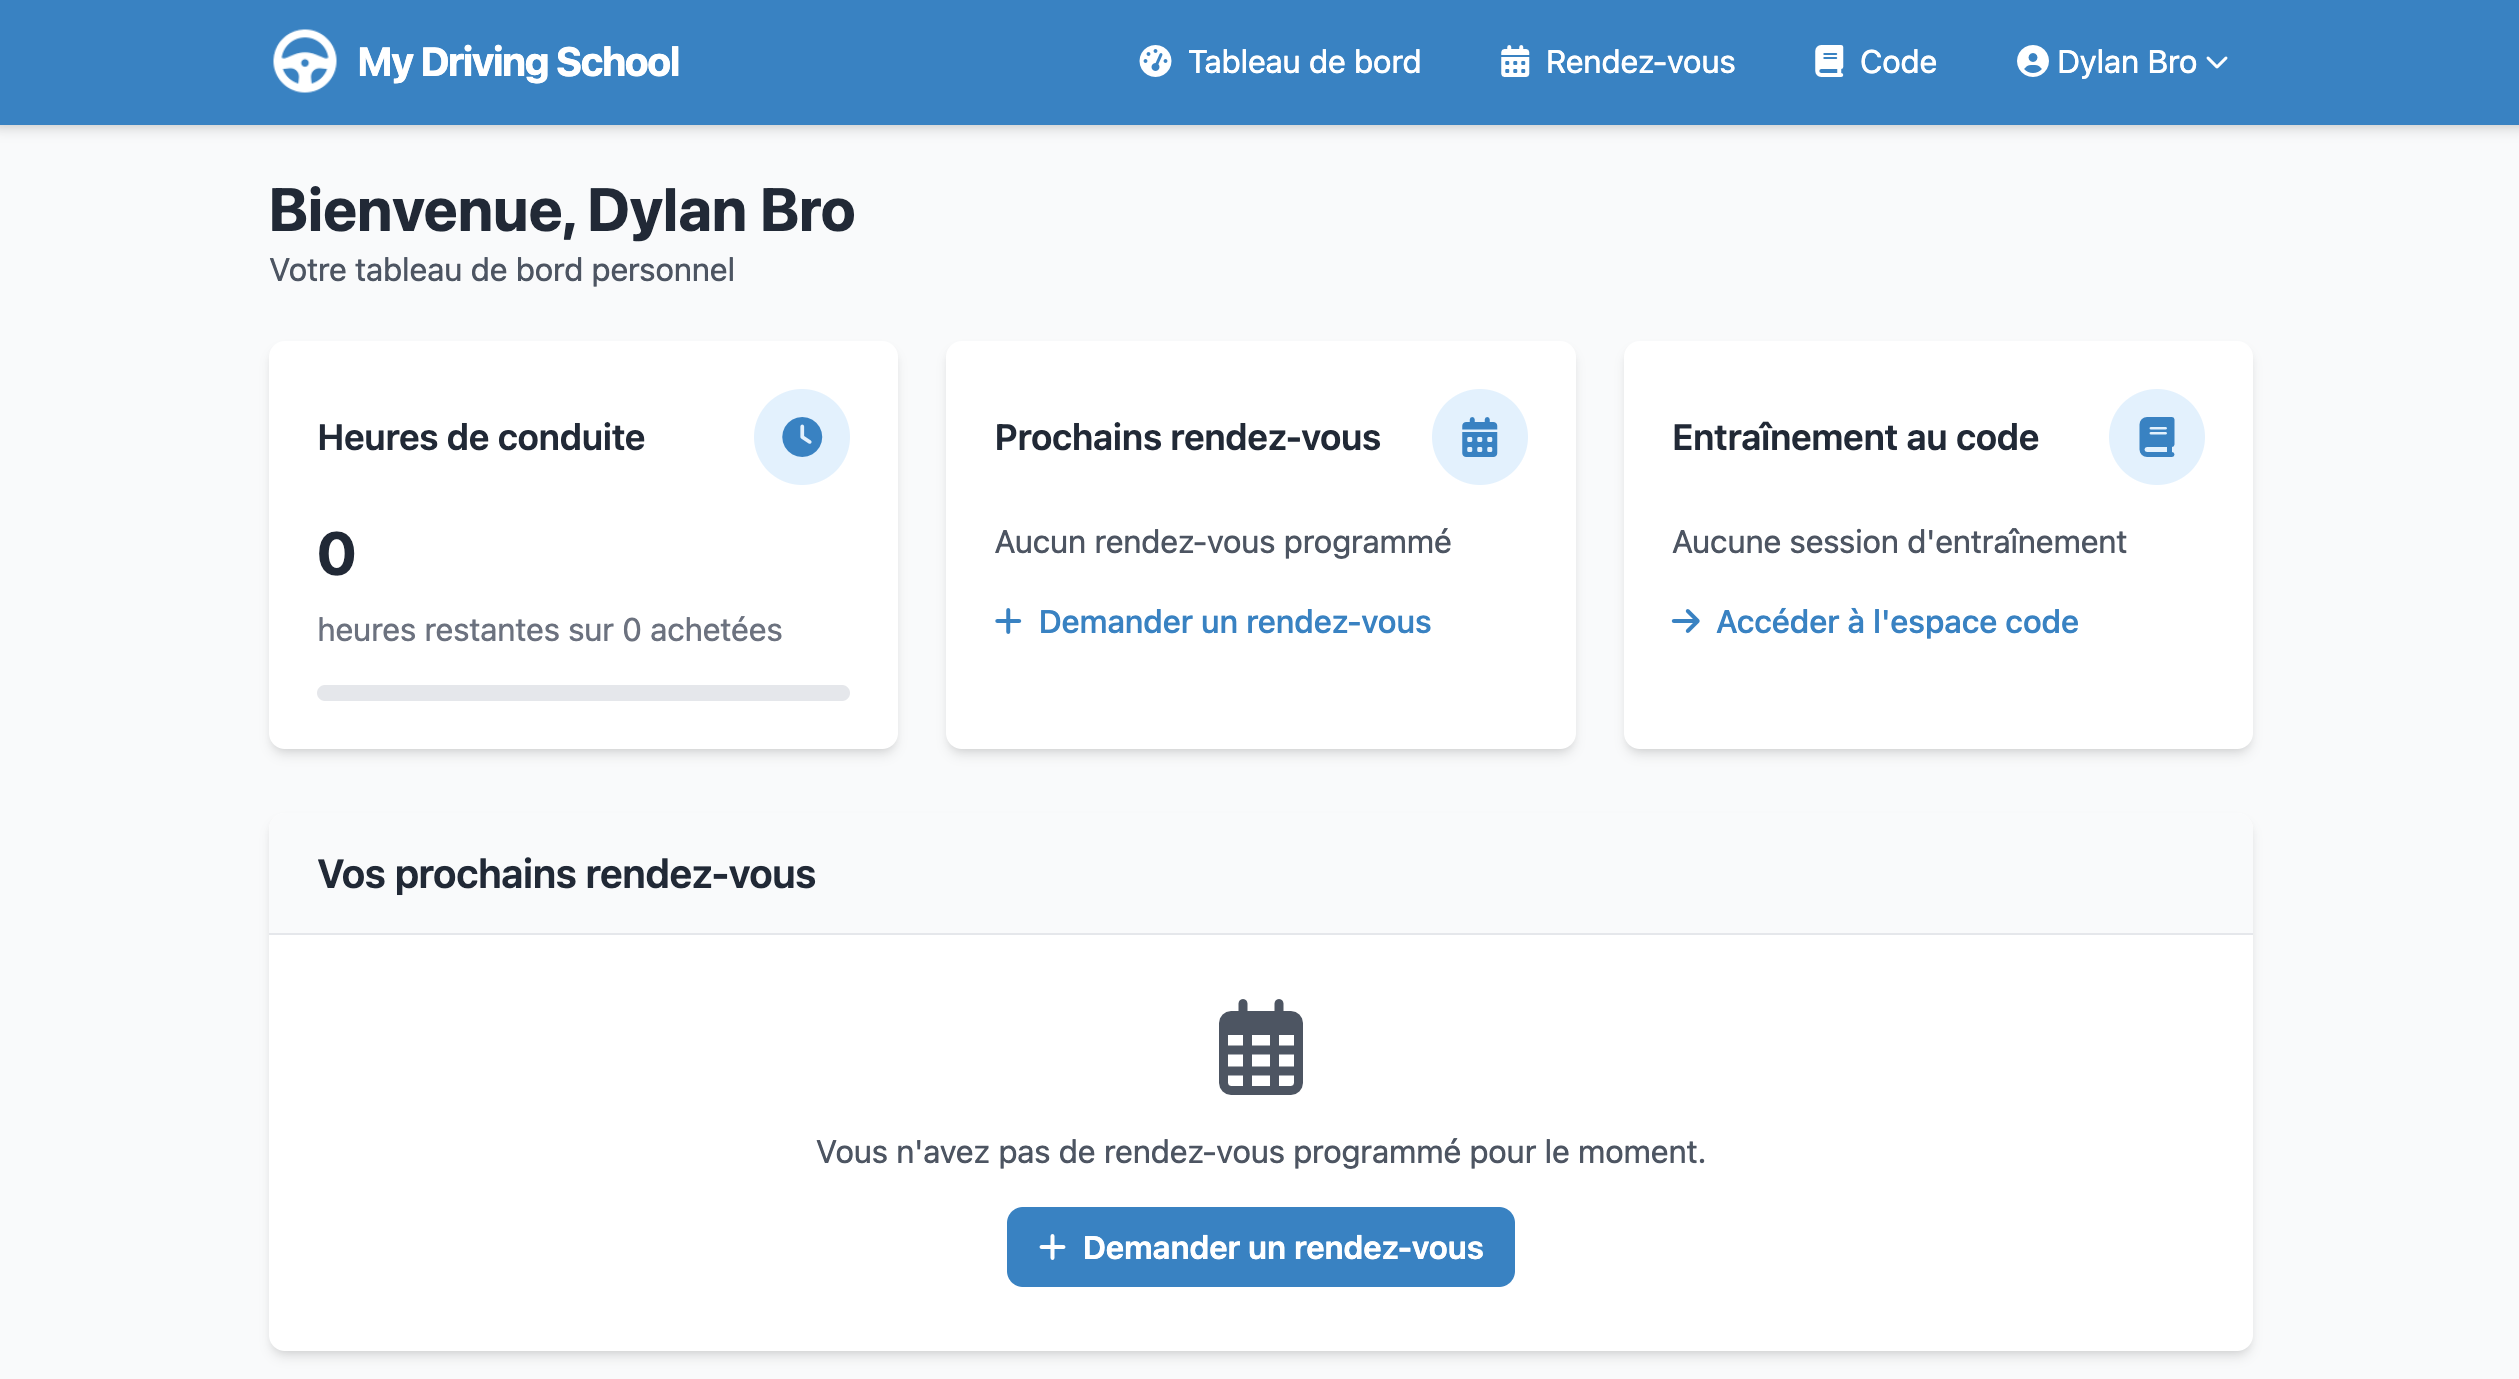 My Driving School
Tableau de bord
Rendez-vous
Code
Dylan Bro
Bienvenue, Dylan Bro
Votre tableau de bord personnel
Heures de conduite
0
heures restantes sur 0 achetées
Prochains rendez-vous
Aucun rendez-vous programmé
Demander un rendez-vous
Entraînement au code
Aucune session d'entraînement
Accéder à l'espace code
Vos prochains rendez-vous
Vous n'avez pas de rendez-vous programmé pour le moment.
Demander un rendez-vous